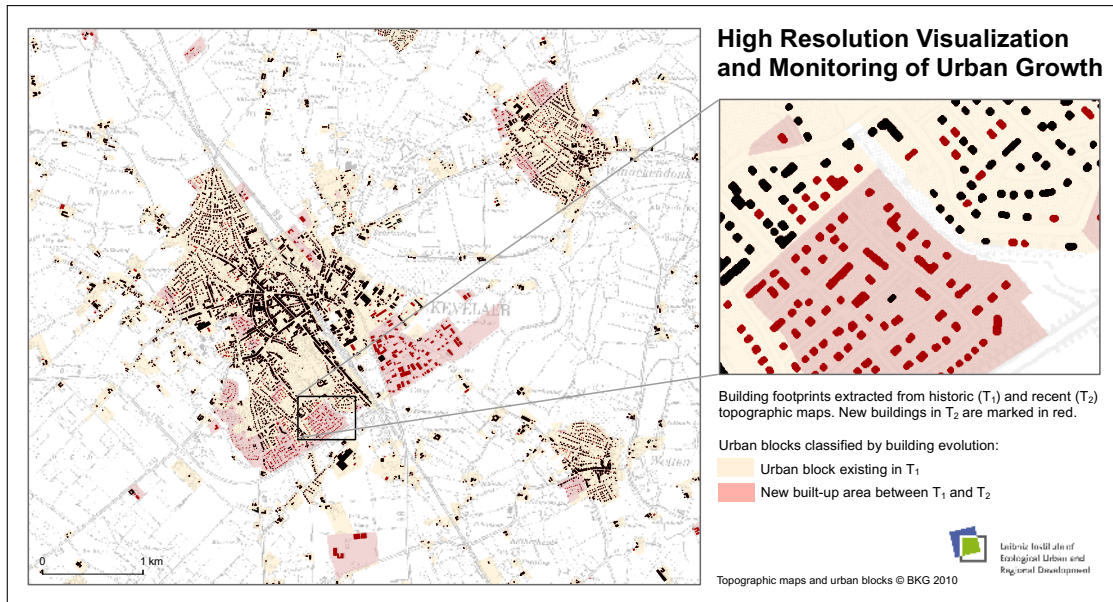 High Resolution Visualization
and Monitoring of Urban Growth
KEVELAER
Building footprints extracted from historic (T₁) and recent (T₂)
topographic maps. New buildings in T₂ are marked in red.
Urban blocks classified by building evolution:
Urban block existing in T₁
New built-up area between T₁ and T₂
0 1 km
Leibniz Institute of
Ecological Urban and
Regional Development
Topographic maps and urban blocks © BKG 2010